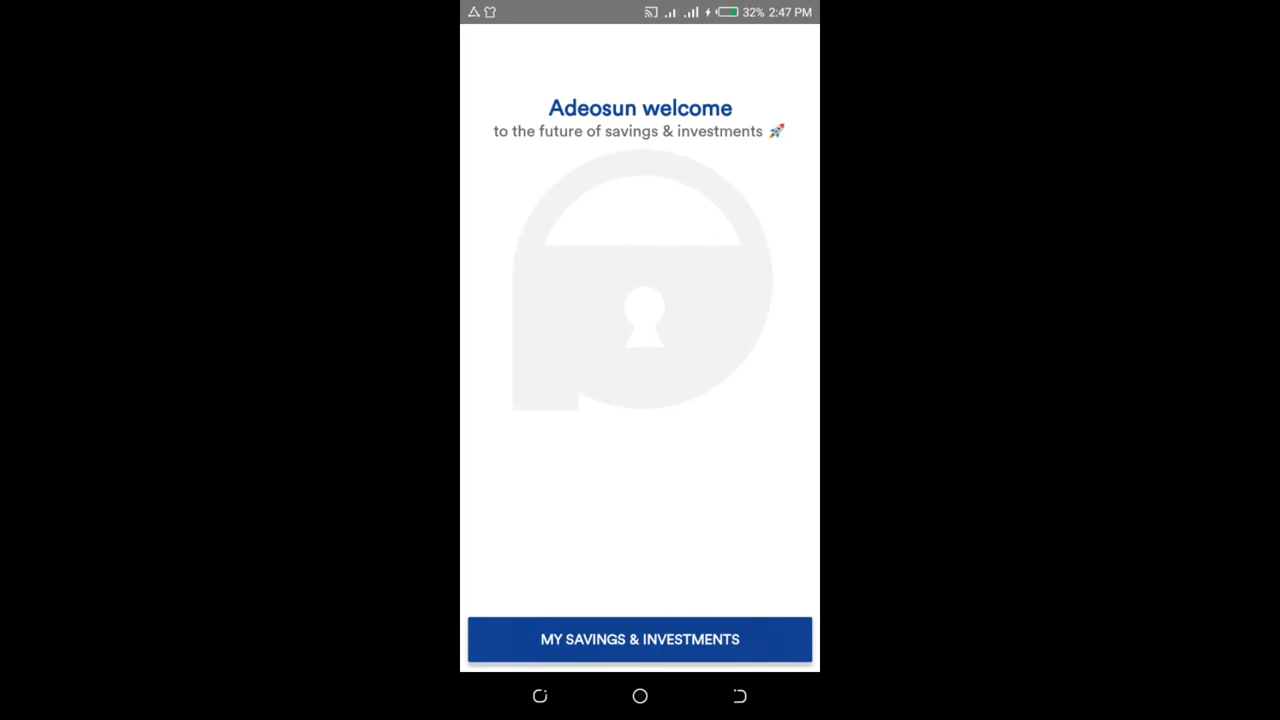 32% 2:47 PM
Adeosun welcome
to the future of savings & investments 🚀
MY SAVINGS & INVESTMENTS